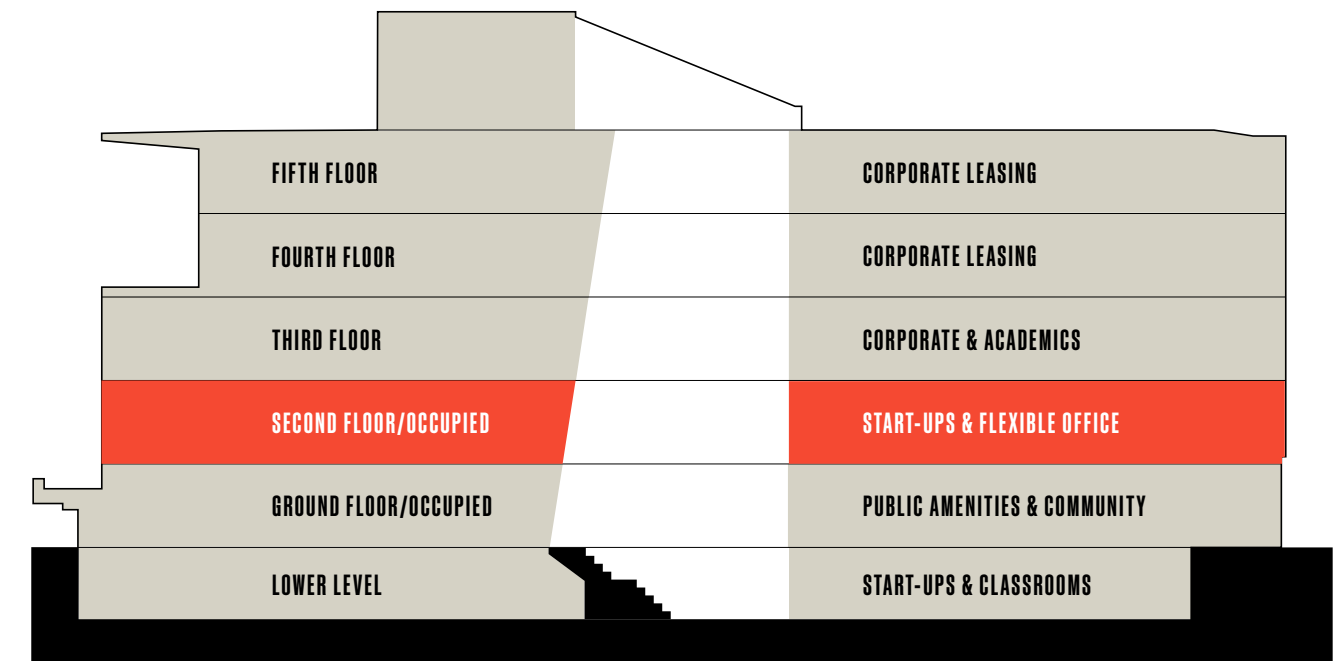 FIFTH FLOOR
CORPORATE LEASING
FOURTH FLOOR
CORPORATE LEASING
THIRD FLOOR
CORPORATE & ACADEMICS
SECOND FLOOR/OCCUPIED
START-UPS & FLEXIBLE OFFICE
GROUND FLOOR/OCCUPIED
PUBLIC AMENITIES & COMMUNITY
LOWER LEVEL
START-UPS & CLASSROOMS